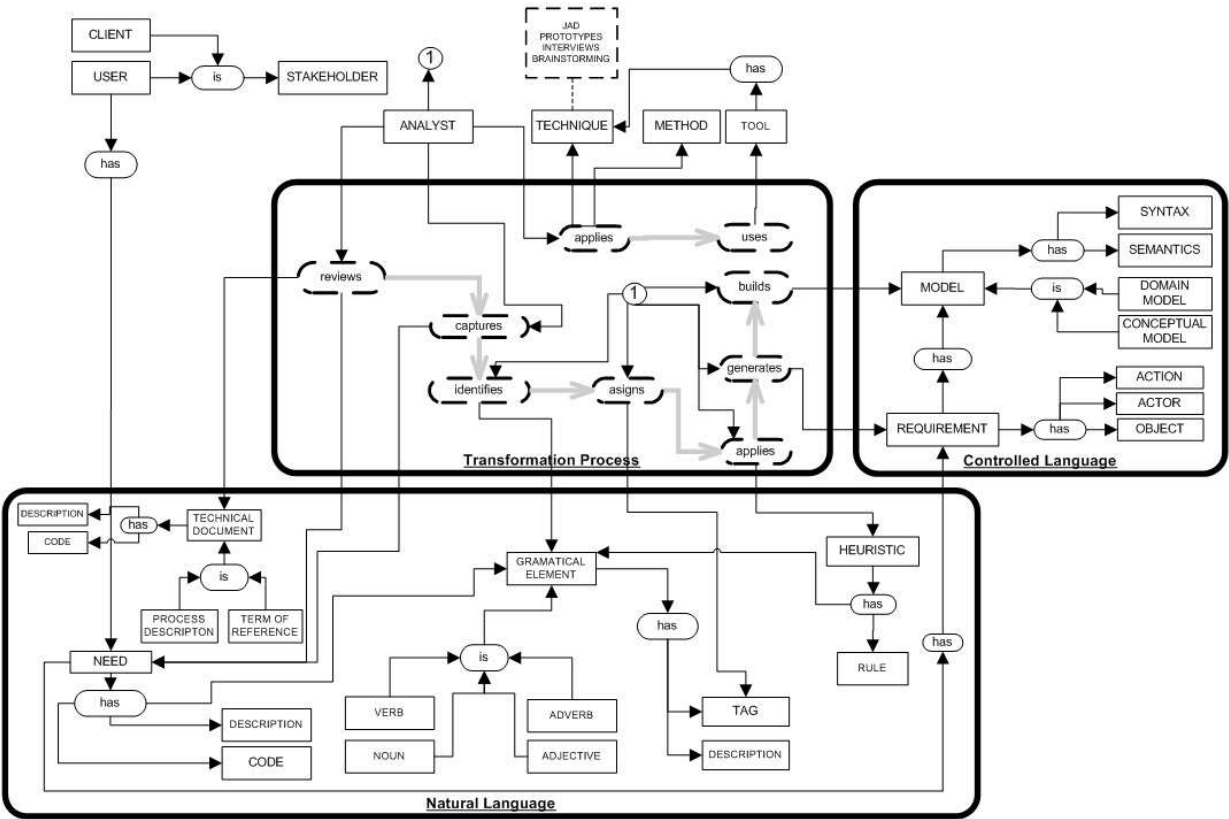 CLIENT
USER
is
STAKEHOLDER
has
1
ANALYST
JAD
PROTOTYPES
INTERVIEWS
BRAINSTORMING
TECHNIQUE
METHOD
has
TOOL
applies
uses
reviews
captures
identifies
asigns
1
builds
generates
applies
Transformation Process
SYNTAX
has
SEMANTICS
MODEL
is
DOMAIN
MODEL
CONCEPTUAL
MODEL
has
ACTION
ACTOR
REQUIREMENT
has
OBJECT
Controlled Language
DESCRIPTION
CODE
has
TECHNICAL
DOCUMENT
is
PROCESS
DESCRIPTON
TERM OF
REFERENCE
NEED
has
DESCRIPTION
CODE
GRAMATICAL
ELEMENT
is
VERB
ADVERB
NOUN
ADJECTIVE
has
TAG
DESCRIPTION
HEURISTIC
has
RULE
has
Natural Language